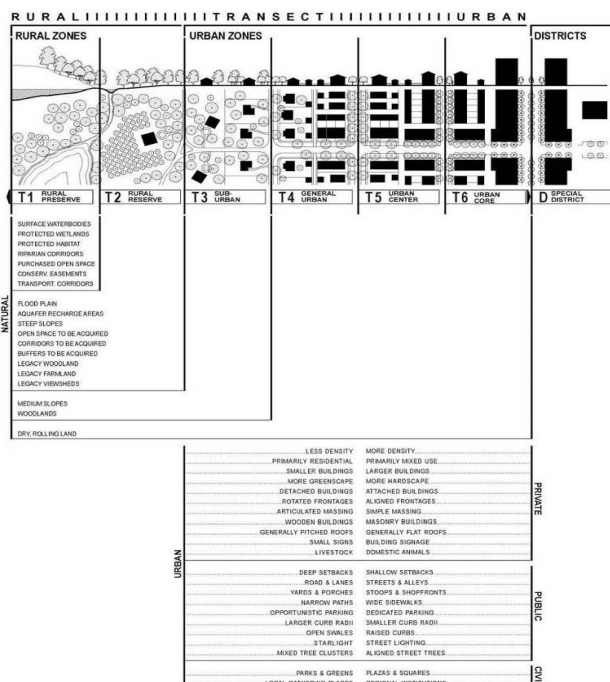 RURAL IIIIIIIIIIIII TRANSECT IIIIIIIIIIIII URBAN
RURAL ZONES
URBAN ZONES
DISTRICTS
T1 RURAL PRESERVE
T2 RURAL RESERVE
T3 SUB-URBAN
T4 GENERAL URBAN
T5 URBAN CENTER
T6 URBAN CORE
D SPECIAL DISTRICT
NATURAL
SURFACE WATERBODIES
PROTECTED WETLANDS
PROTECTED HABITAT
RIPARIAN CORRIDORS
PURCHASED OPEN SPACE
CONSERV. EASEMENTS
TRANSPORT. CORRIDORS
FLOOD PLAIN
AQUAFER RECHARGE AREAS
STEEP SLOPES
OPEN SPACE TO BE ACQUIRED
CORRIDORS TO BE ACQUIRED
BUFFERS TO BE ACQUIRED
LEGACY WOODLAND
LEGACY FARMLAND
LEGACY VIEWSHEDS
MEDIUM SLOPES
WOODLANDS
DRY, ROLLING LAND
URBAN
LESS DENSITY MORE DENSITY
PRIMARILY RESIDENTIAL PRIMARILY MIXED USE
SMALLER BUILDINGS LARGER BUILDINGS
MORE GREENSCAPE MORE HARDSCAPE
DETACHED BUILDINGS ATTACHED BUILDINGS
ROTATED FRONTAGES ALIGNED FRONTAGES
ARTICULATED MASSING SIMPLE MASSING
WOODEN BUILDINGS MASONRY BUILDINGS
GENERALLY PITCHED ROOFS GENERALLY FLAT ROOFS
SMALL SIGNS BUILDING SIGNAGE
LIVESTOCK DOMESTIC ANIMALS
PRIVATE
DEEP SETBACKS SHALLOW SETBACKS
ROAD & LANES STREETS & ALLEYS
YARDS & PORCHES STOOPS & SHOPFRONTS
NARROW PATHS WIDE SIDEWALKS
OPPORTUNISTIC PARKING DEDICATED PARKING
LARGER CURB RADII SMALLER CURB RADII
OPEN SWALES RAISED CURBS
STARLIGHT STREET LIGHTING
MIXED TREE CLUSTERS ALIGNED STREET TREES
PUBLIC
PARKS & GREENS PLAZAS & SQUARES
LOCAL GATHERING PLACES REGIONAL INSTITUTIONS
CIVI